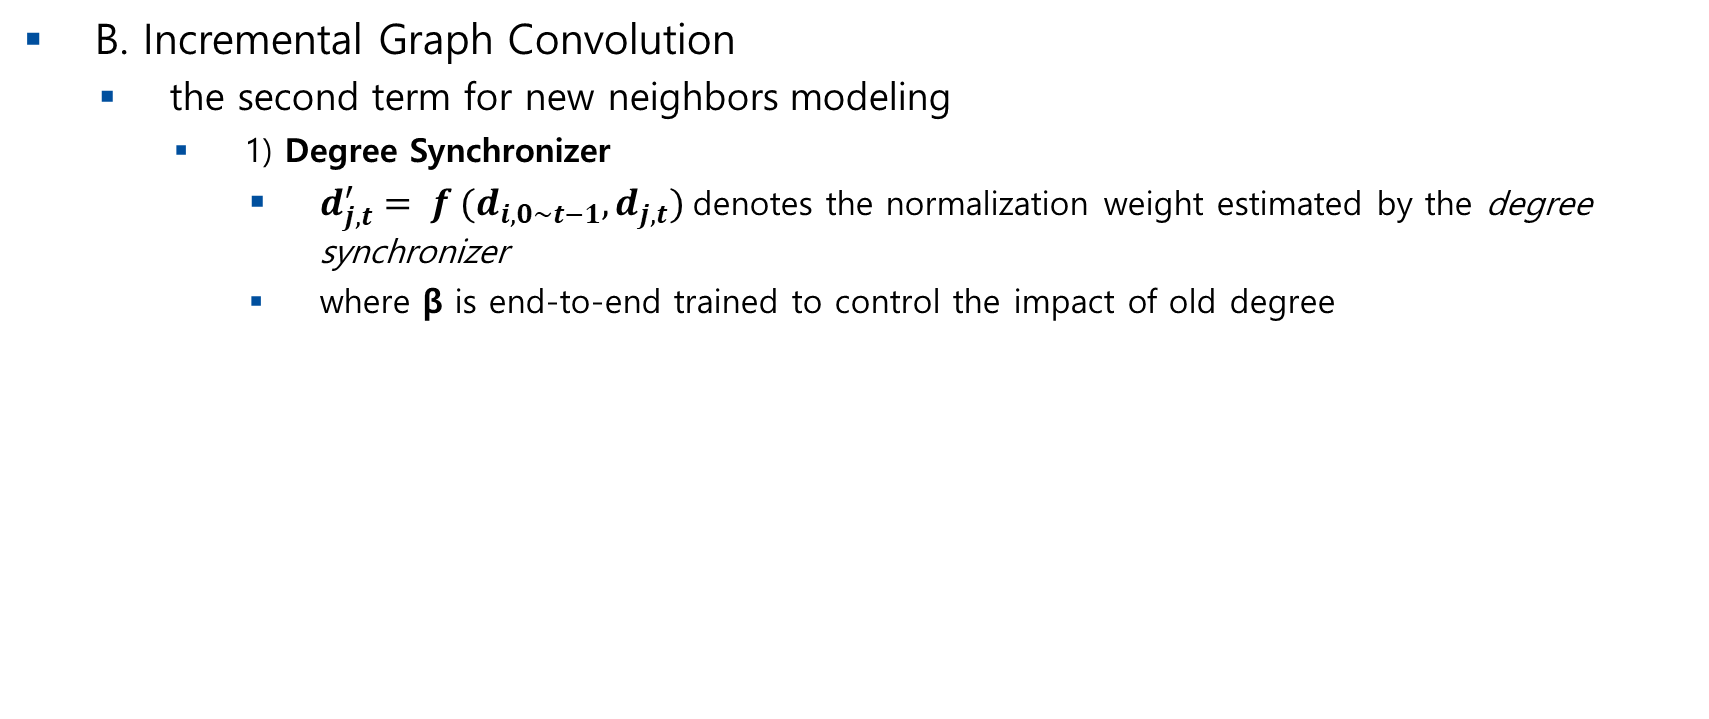 ▪ B. Incremental Graph Convolution
▪ the second term for new neighbors modeling
▪ 1) Degree Synchronizer
▪ d′j,t = f (di,0~t−1, dj,t) denotes the normalization weight estimated by the degree
synchronizer
▪ where β is end-to-end trained to control the impact of old degree